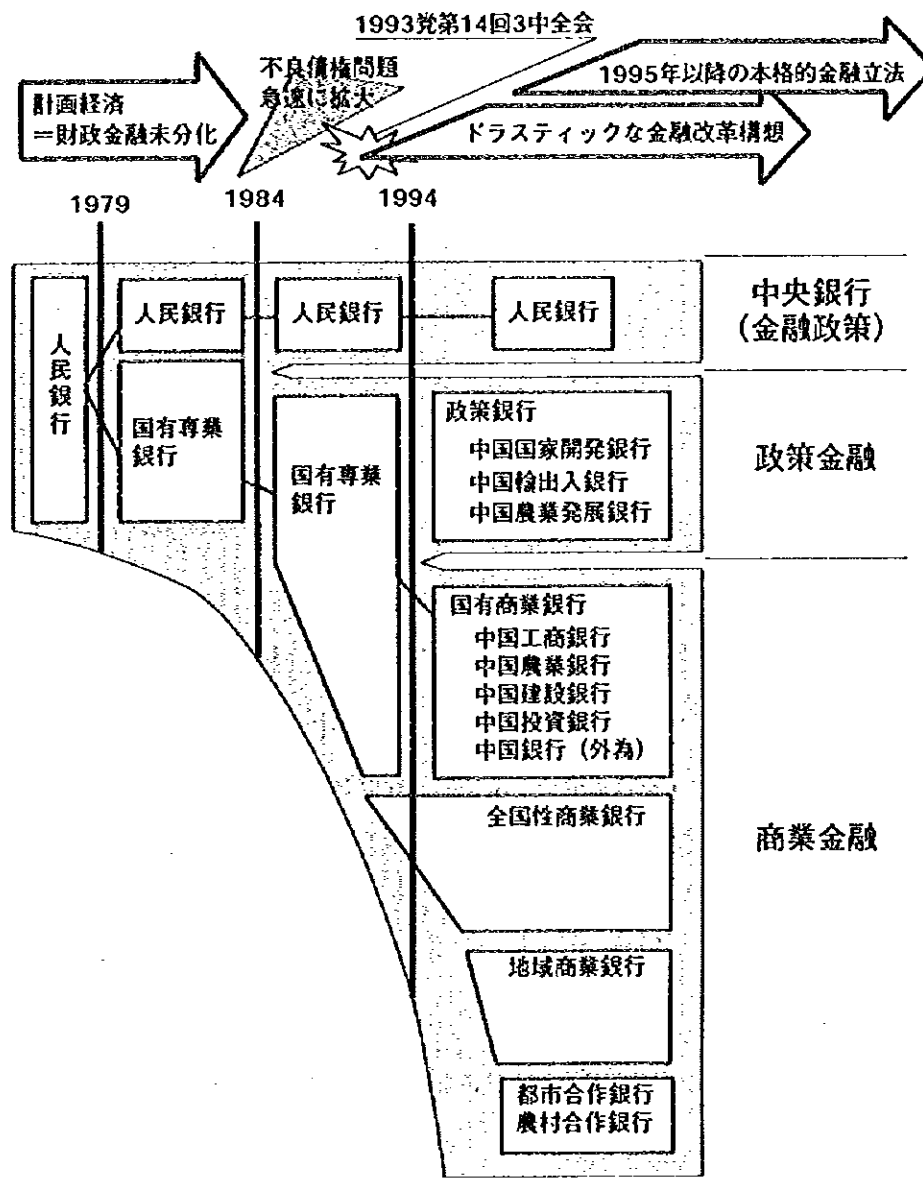 1993党第14回3中全会
不良債権問題
急速に拡大
計画経済
=財政金融未分化
1995年以降の本格的金融立法
ドラスティックな金融改革構想
1979
1984
1994
人民銀行
人民銀行
人民銀行
人民銀行
中央銀行
(金融政策)
国有専業
銀行
国有専業
銀行
政策銀行
中国国家開発銀行
中国輸出入銀行
中国農業発展銀行
政策金融
国有商業銀行
中国工商銀行
中国農業銀行
中国建設銀行
中国投資銀行
中国銀行(外為)
全国性商業銀行
商業金融
地域商業銀行
都市合作銀行
農村合作銀行